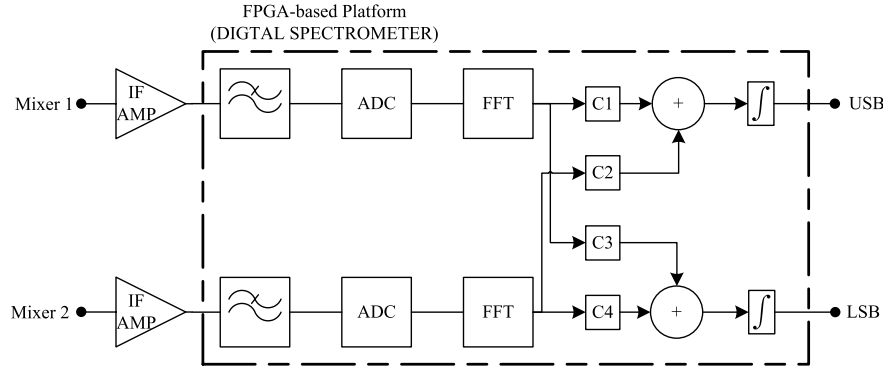 FPGA-based Platform
(DIGTAL SPECTROMETER)
Mixer 1
IF
AMP
ADC
FFT
C1
+
∫
USB
C2
C3
Mixer 2
IF
AMP
ADC
FFT
C4
+
∫
LSB